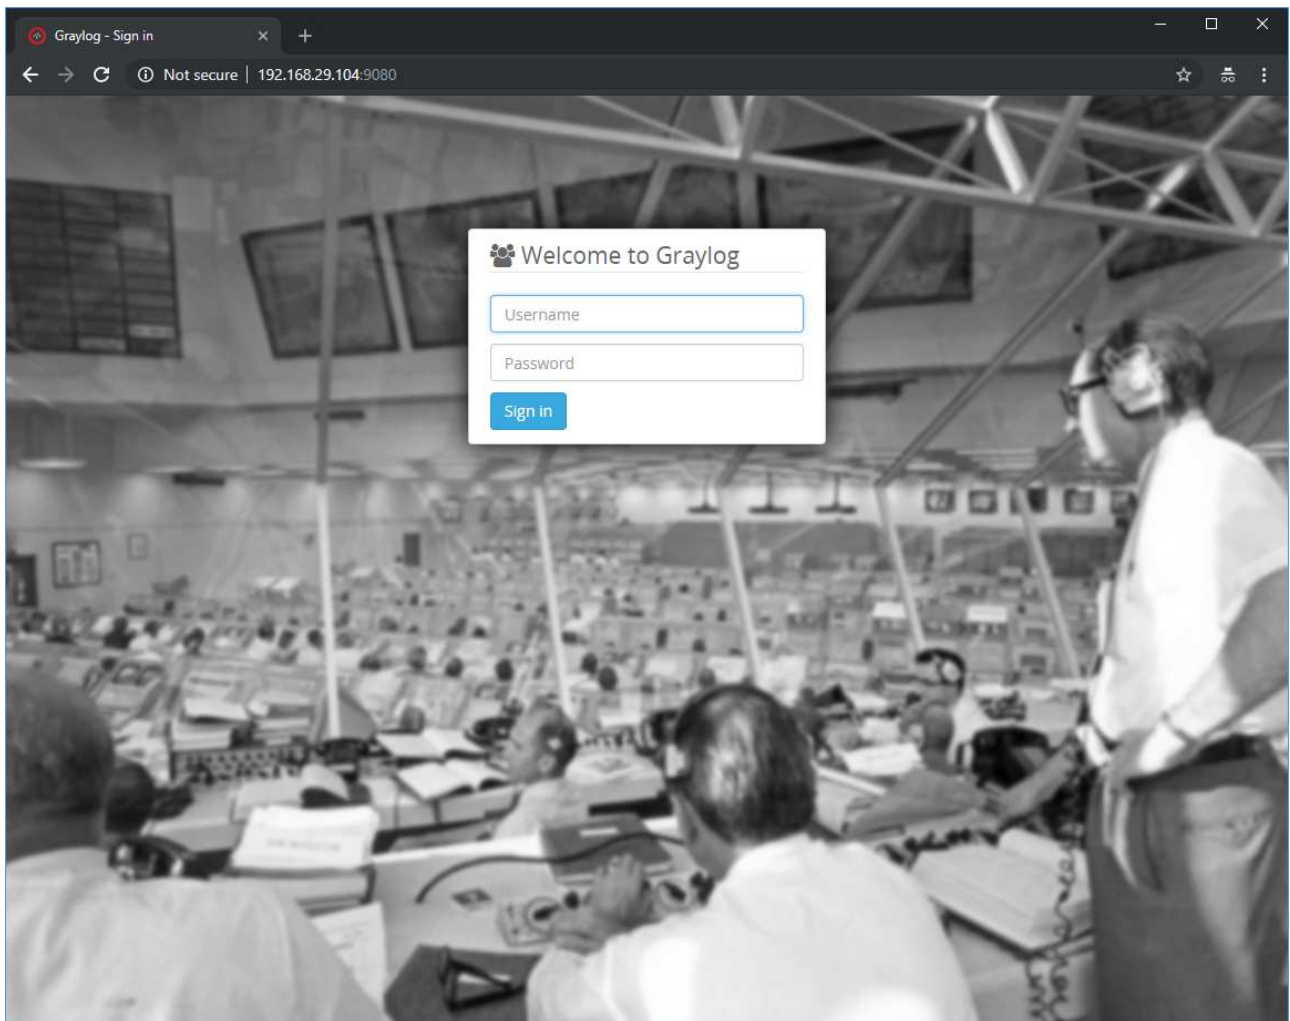 Graylog - Sign in
Not secure | 192.168.29.104:9080
Welcome to Graylog
Username
Password
Sign in